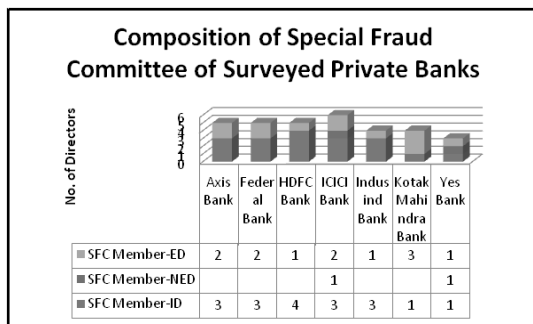 Composition of Special Fraud
Committee of Surveyed Private Banks
No. of Directors
6
5
4
3
2
1
0
Axis Bank
Feder al Bank
HDFC Bank
ICICI Bank
Indus ind Bank
Kotak Mahi ndra Bank
Yes Bank
SFC Member-ED 2 2 1 2 1 3 1
SFC Member-NED 1 1
SFC Member-ID 3 3 4 3 3 1 1